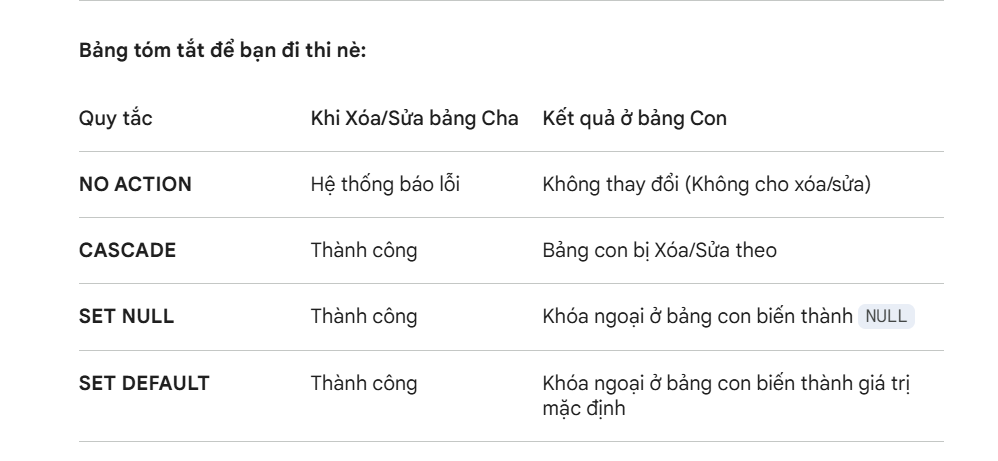 Bảng tóm tắt để bạn đi thi nè:
Quy tắc Khi Xóa/Sửa bảng Cha Kết quả ở bảng Con
NO ACTION Hệ thống báo lỗi Không thay đổi (Không cho xóa/sửa)
CASCADE Thành công Bảng con bị Xóa/Sửa theo
SET NULL Thành công Khóa ngoại ở bảng con biến thành NULL
SET DEFAULT Thành công Khóa ngoại ở bảng con biến thành giá trị
mặc định